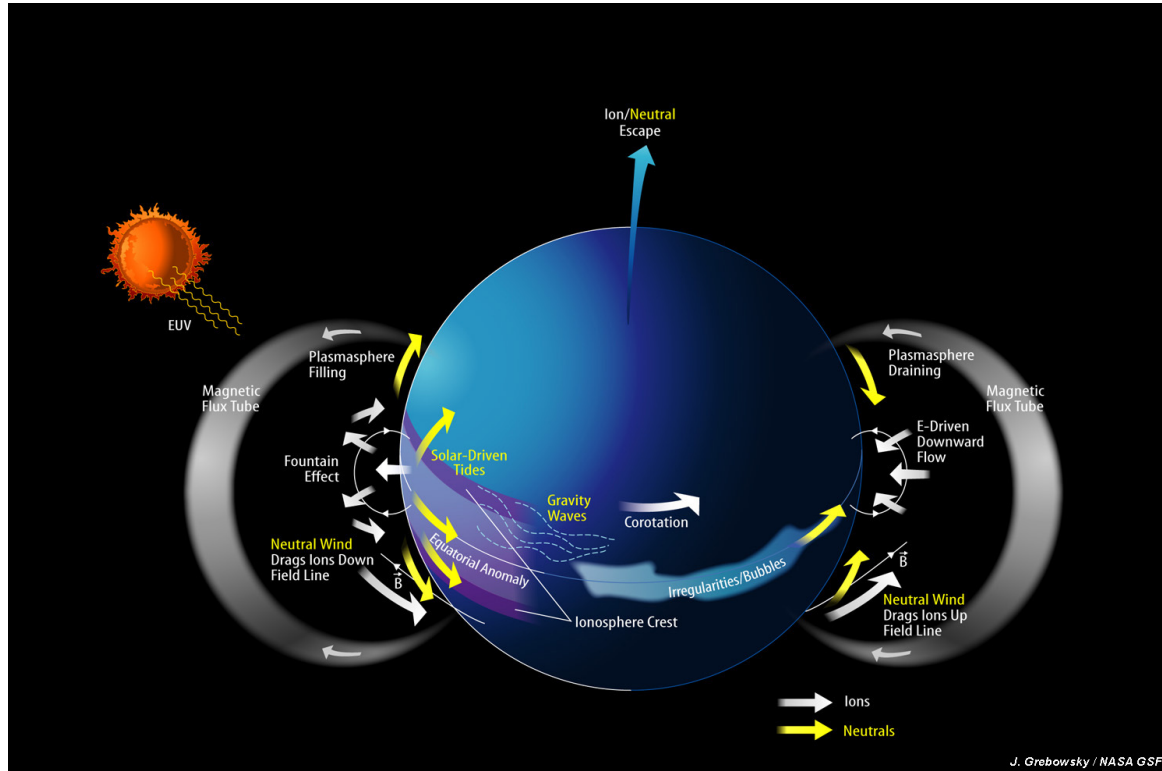 Ion/Neutral
Escape
EUV
Plasmasphere
Filling
Plasmasphere
Draining
Magnetic
Flux Tube
Magnetic
Flux Tube
E-Driven
Downward
Flow
Fountain
Effect
Solar-Driven
Tides
Gravity
Waves
Corotation
Neutral Wind
Drags Ions Down
Field Line
B
Equatorial Anomaly
Irregularities/Bubbles
B
Ionosphere Crest
Neutral Wind
Drags Ions Up
Field Line
Ions
Neutrals
J. Grebowsky / NASA GSF